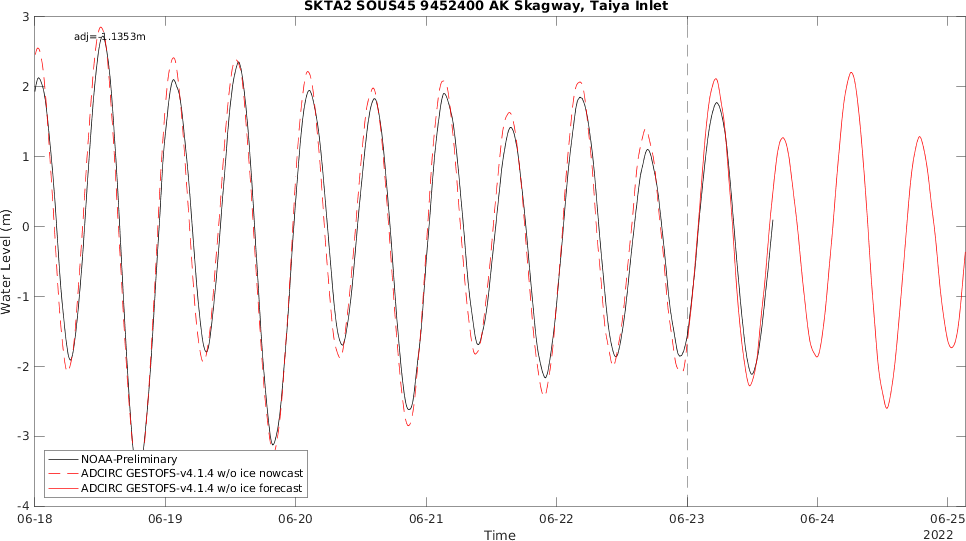 SKTA2 SOUS45 9452400 AK Skagway, Taiya Inlet
adj=-1.1353m
3
2
1
0
-1
-2
-3
-4
Water Level (m)
NOAA-Preliminary
ADCIRC GESTOFS-v4.1.4 w/o ice nowcast
ADCIRC GESTOFS-v4.1.4 w/o ice forecast
06-18 06-19 06-20 06-21 06-22 06-23 06-24 06-25
Time
2022